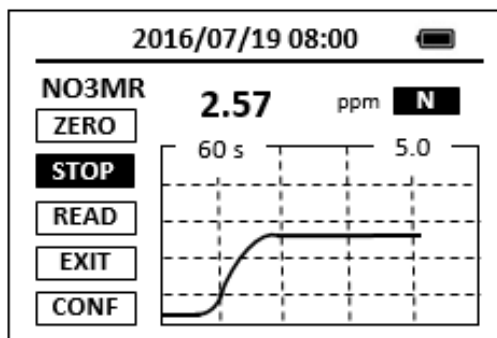 2016/07/19 08:00
NO3MR
2.57 ppm N
ZERO
60 s 5.0
STOP
READ
EXIT
CONF